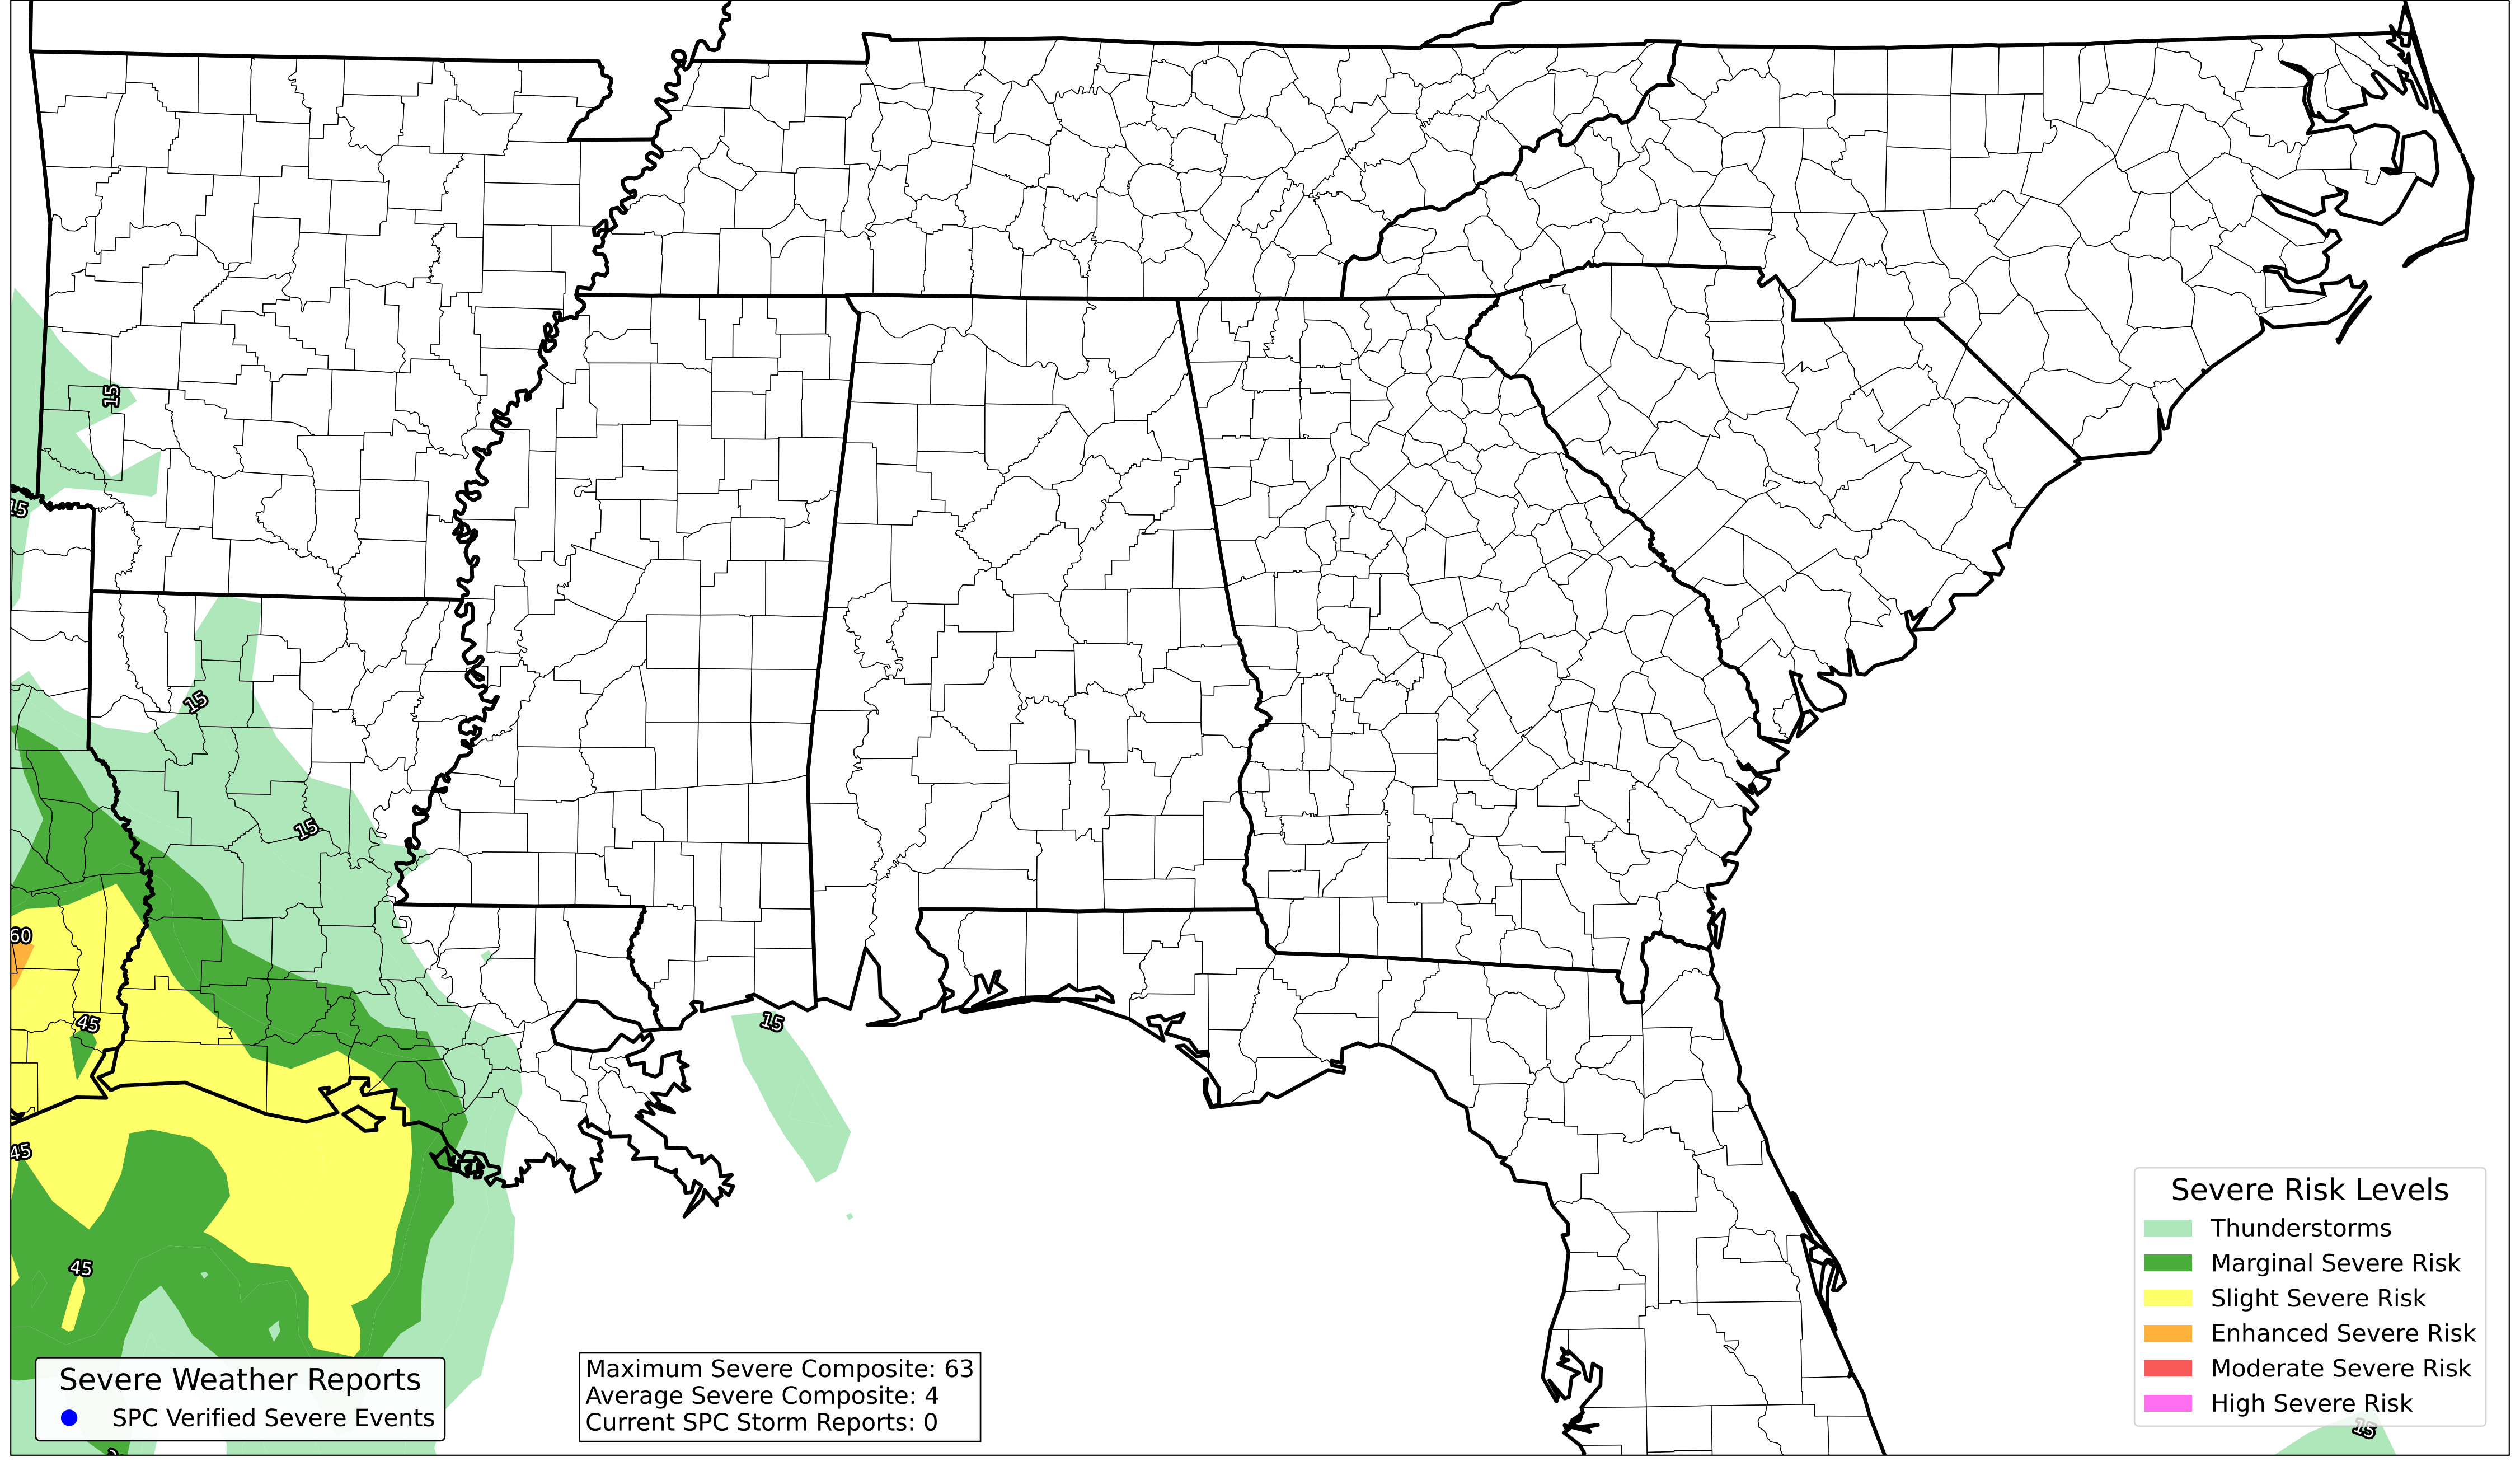 15
15
15
15
60
45
15
45
45
Severe Risk Levels
Thunderstorms
Marginal Severe Risk
Slight Severe Risk
Enhanced Severe Risk
Moderate Severe Risk
High Severe Risk
Severe Weather Reports
SPC Verified Severe Events
Maximum Severe Composite: 63
Average Severe Composite: 4
Current SPC Storm Reports: 0
15